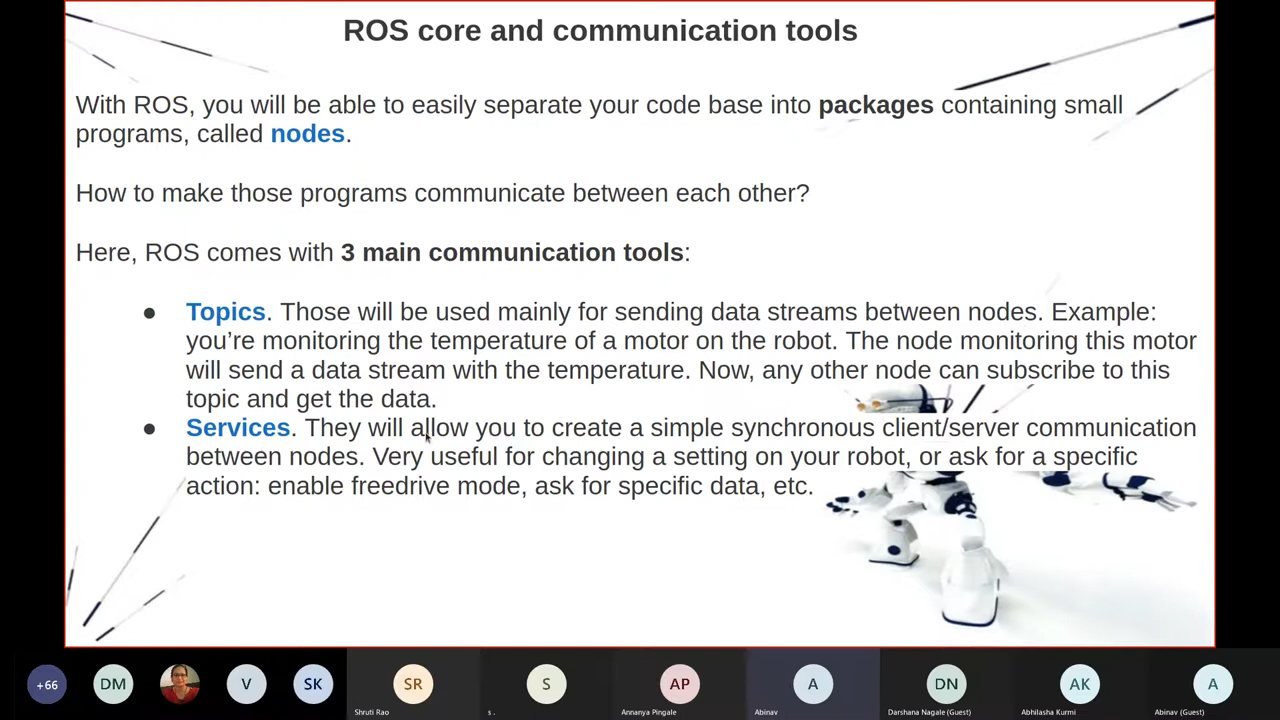 ROS core and communication tools
With ROS, you will be able to easily separate your code base into packages containing small
programs, called nodes.
How to make those programs communicate between each other?
Here, ROS comes with 3 main communication tools:
● Topics. Those will be used mainly for sending data streams between nodes. Example:
you’re monitoring the temperature of a motor on the robot. The node monitoring this motor
will send a data stream with the temperature. Now, any other node can subscribe to this
topic and get the data.
● Services. They will allow you to create a simple synchronous client/server communication
between nodes. Very useful for changing a setting on your robot, or ask for a specific
action: enable freedrive mode, ask for specific data, etc.
+66 DM V SK SR S AP A DN AK A
Shruti Rao s . Annanya Pingale Abinav Darshana Nagale (Guest) Abhilasha Kurmi Abinav (Guest)